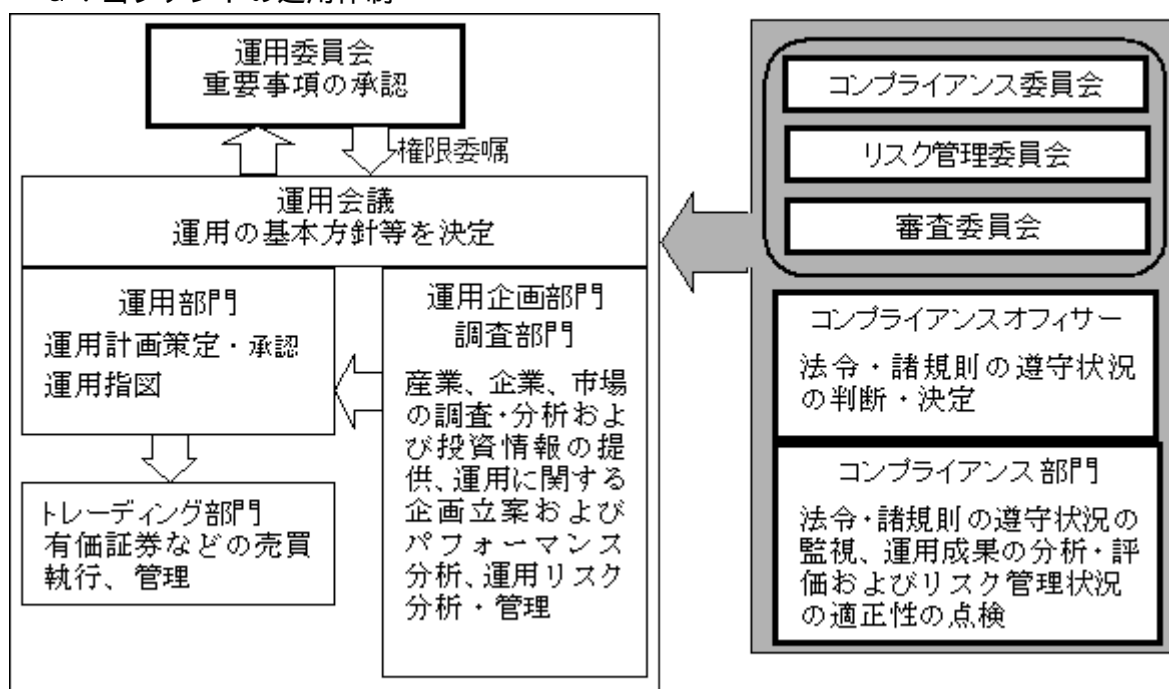 運用委員会
重要事項の承認
権限委嘱
運用会議
運用の基本方針等を決定
運用部門
運用計画策定・承認
運用指図
運用企画部門
調査部門
産業、企業、市場
の調査・分析およ
び投資情報の提
供、運用に関する
企画立案および
パフォーマンス
分析、運用リスク
分析・管理
トレーディング部門
有価証券などの売買
執行、管理
コンプライアンス委員会
リスク管理委員会
審査委員会
コンプライアンスオフィサー
法令・諸規則の遵守状況
の判断・決定
コンプライアンス部門
法令・諸規則の遵守状況の
監視、運用成果の分析・評
価およびリスク管理状況
の適正性の点検